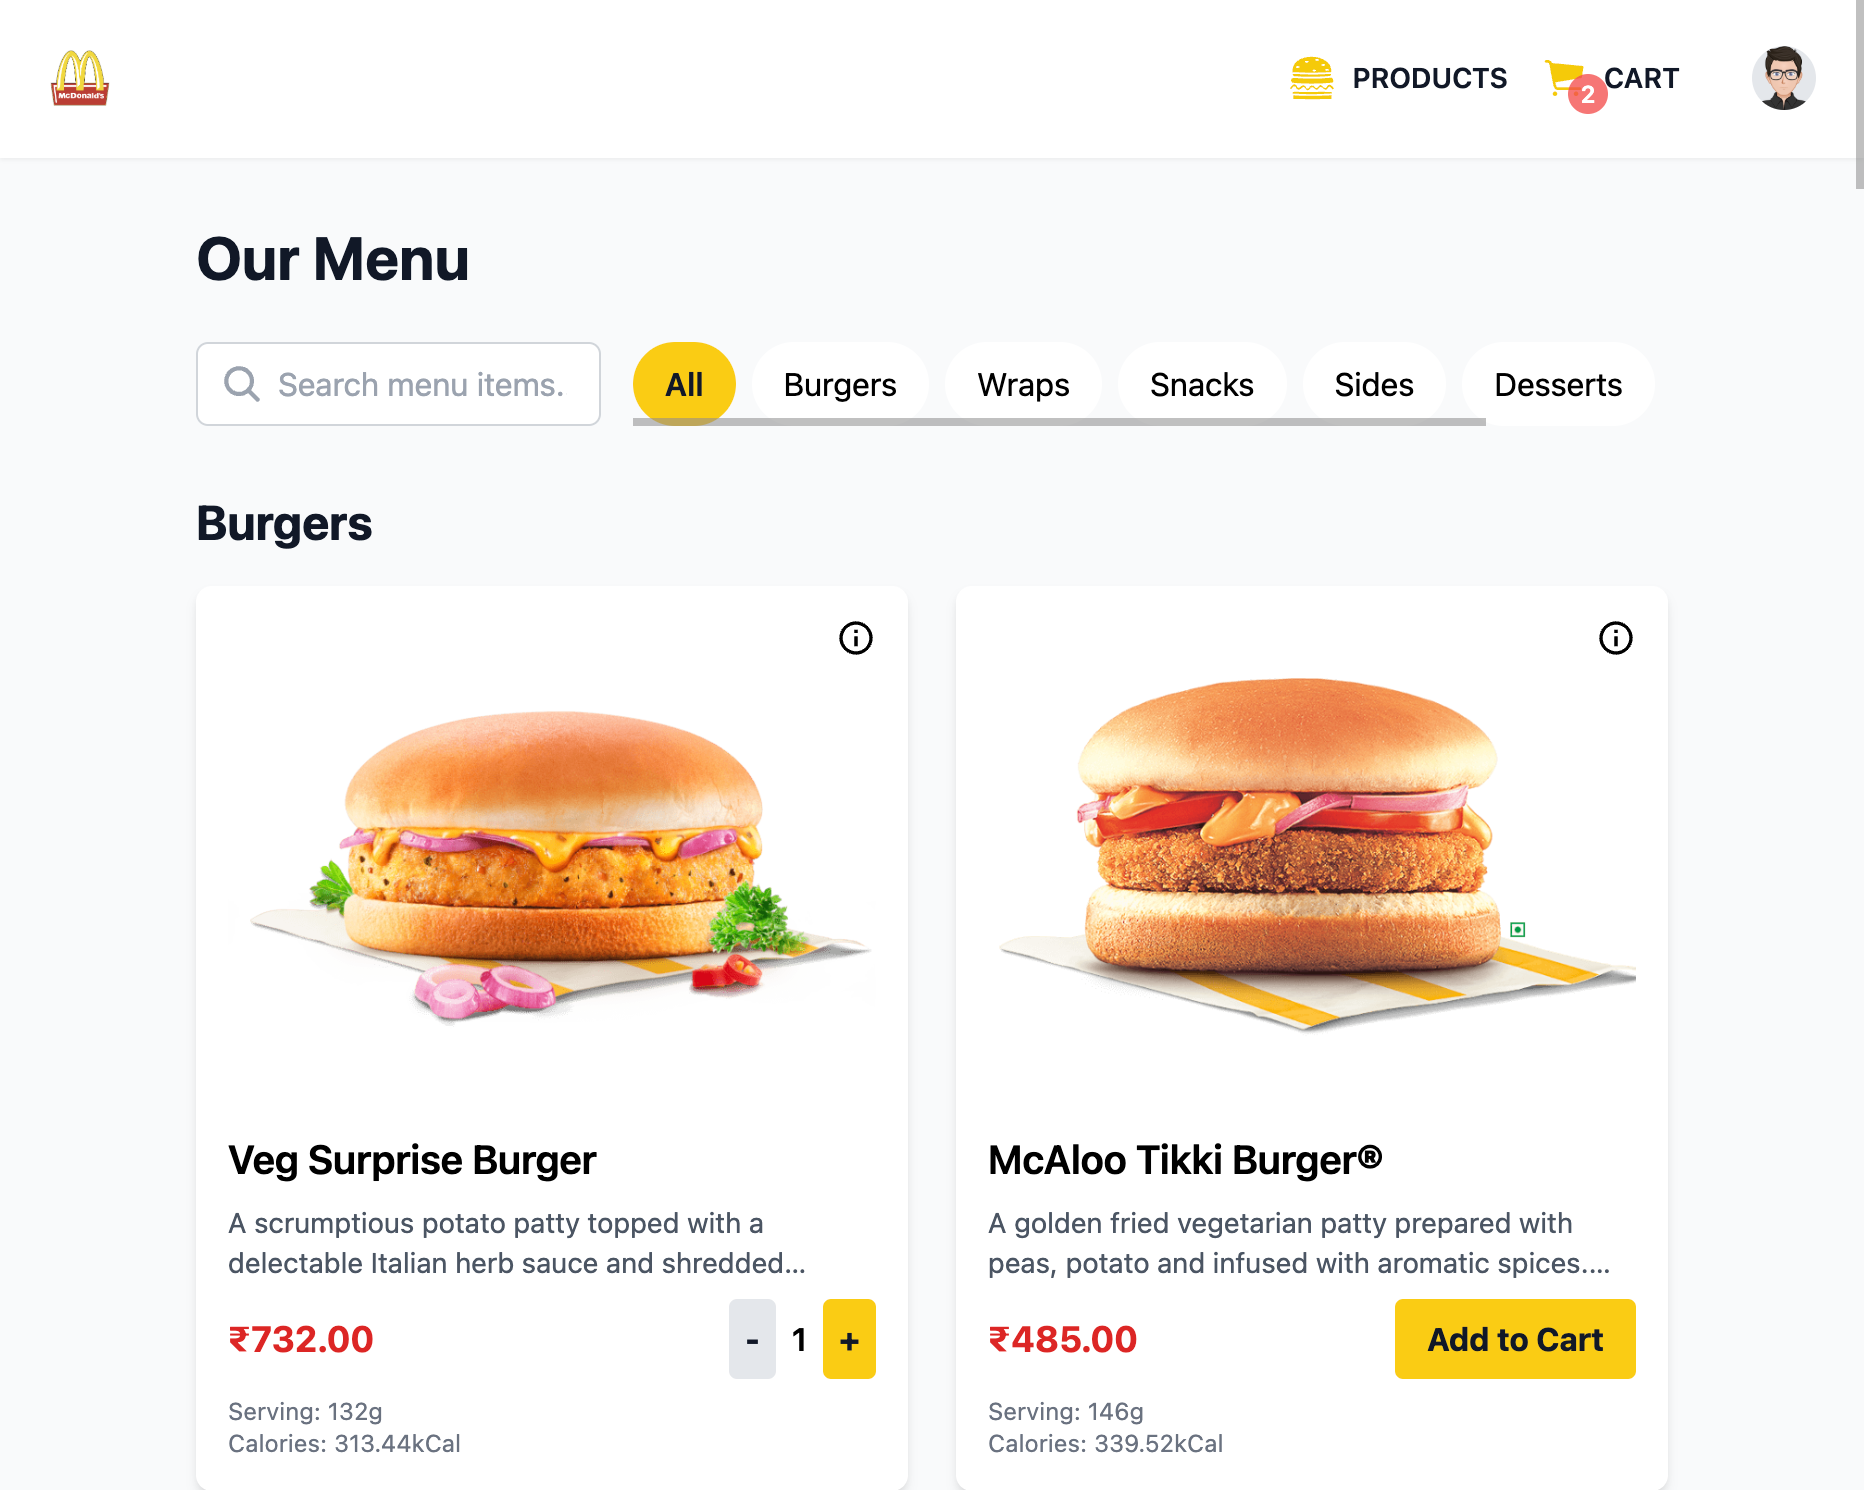 McDonald's
PRODUCTS
2
CART
Our Menu
Search menu items.
All
Burgers
Wraps
Snacks
Sides
Desserts
Burgers
Veg Surprise Burger
A scrumptious potato patty topped with a
delectable Italian herb sauce and shredded...
₹732.00
- 1 +
Serving: 132g
Calories: 313.44kCal
McAloo Tikki Burger®
A golden fried vegetarian patty prepared with
peas, potato and infused with aromatic spices....
₹485.00
Add to Cart
Serving: 146g
Calories: 339.52kCal